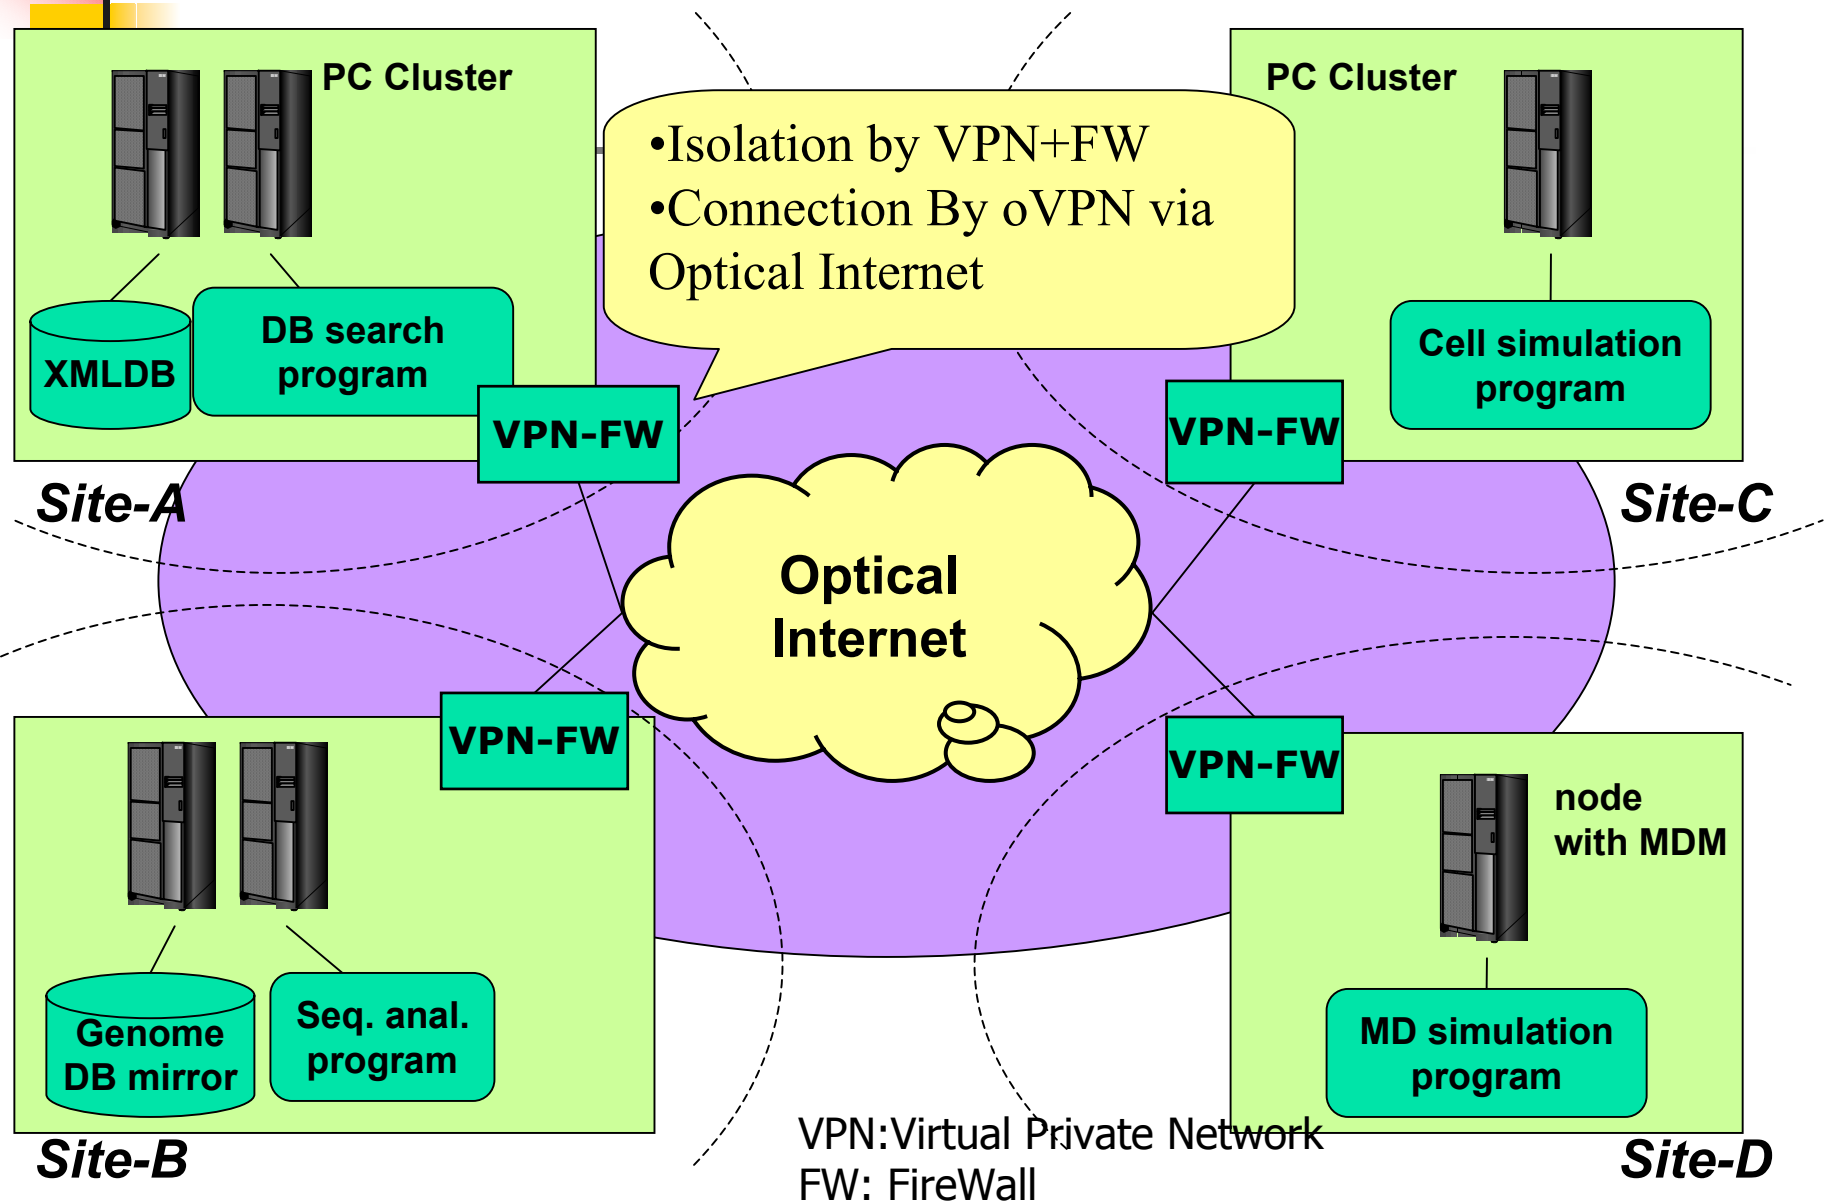 PC Cluster
XMLDB
DB search
program
VPN-FW
Site-A
•Isolation by VPN+FW
•Connection By oVPN via
Optical Internet
PC Cluster
Cell simulation
program
VPN-FW
Site-C
Optical
Internet
VPN-FW
Genome
DB mirror
Seq. anal.
program
Site-B
VPN-FW
node
with MDM
MD simulation
program
Site-D
VPN:Virtual Private Network
FW: FireWall